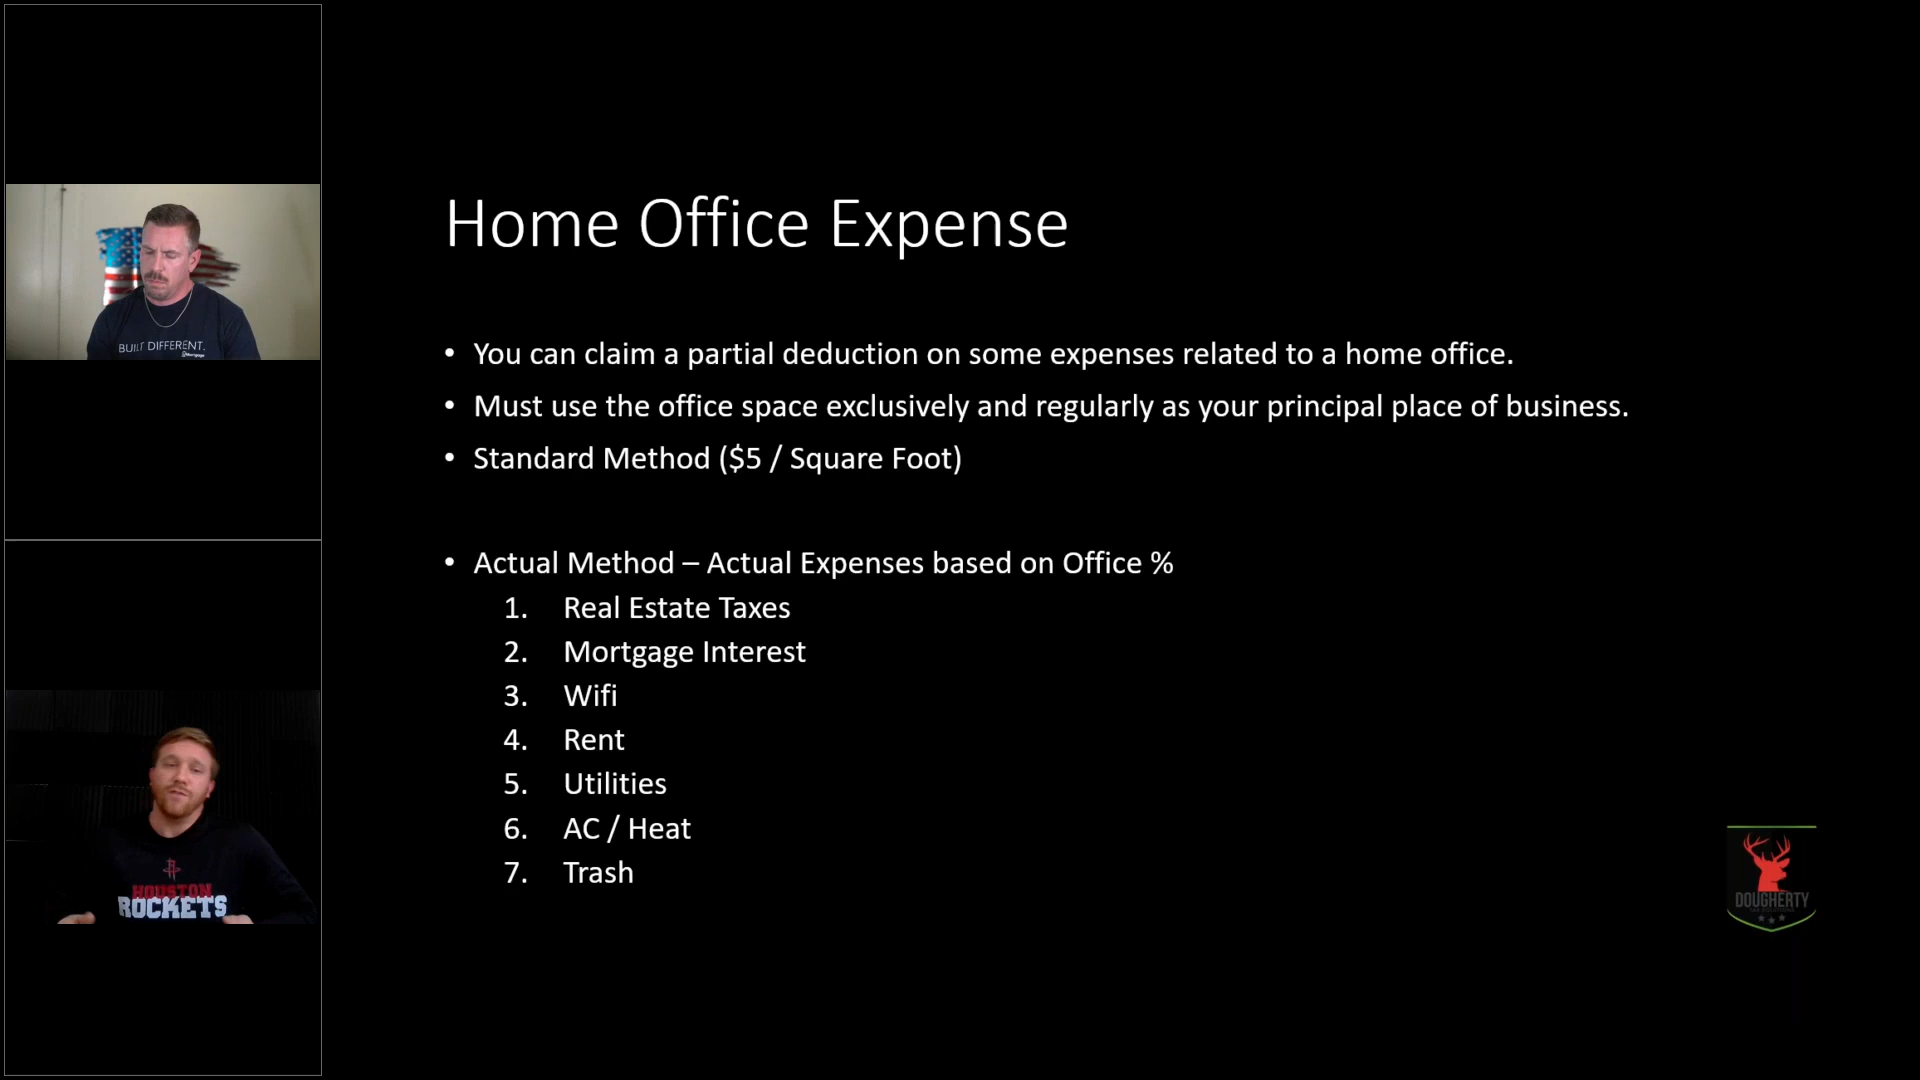 BUILT DIFFERENT.
HOUSTON
ROCKETS
Home Office Expense
• You can claim a partial deduction on some expenses related to a home office.
• Must use the office space exclusively and regularly as your principal place of business.
• Standard Method ($5 / Square Foot)
• Actual Method – Actual Expenses based on Office %
1. Real Estate Taxes
2. Mortgage Interest
3. Wifi
4. Rent
5. Utilities
6. AC / Heat
7. Trash
DOUGHERTY